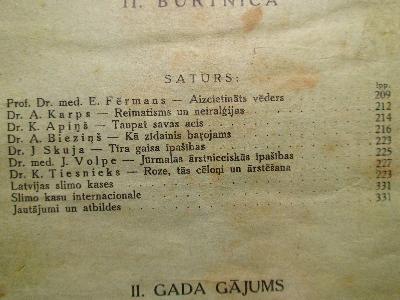 II. BURTNĪCA
SATURS:
lpp.
Prof. Dr. med. E. Fērmans — Aizcietināts vēders 209
Dr. A. Karps — Reimatisms un neiralģijas 212
Dr. K. Apiņš — Taupat savas acis 214
Dr. A. Bieziņš — Kā zīdainis baŗojams 216
Dr. J Skuja — Tīra gaisa īpašības 223
Dr. med. J. Volpe — Jūrmalas ārstnieciskās īpašības 225
Dr. K. Tiesnieks — Roze, tās cēloņi un ārstēšana 227
Latvijas slimo kases 223
Slimo kasu internacionale 331
Jautājumi un atbildes 331
II. GADA GĀJUMS